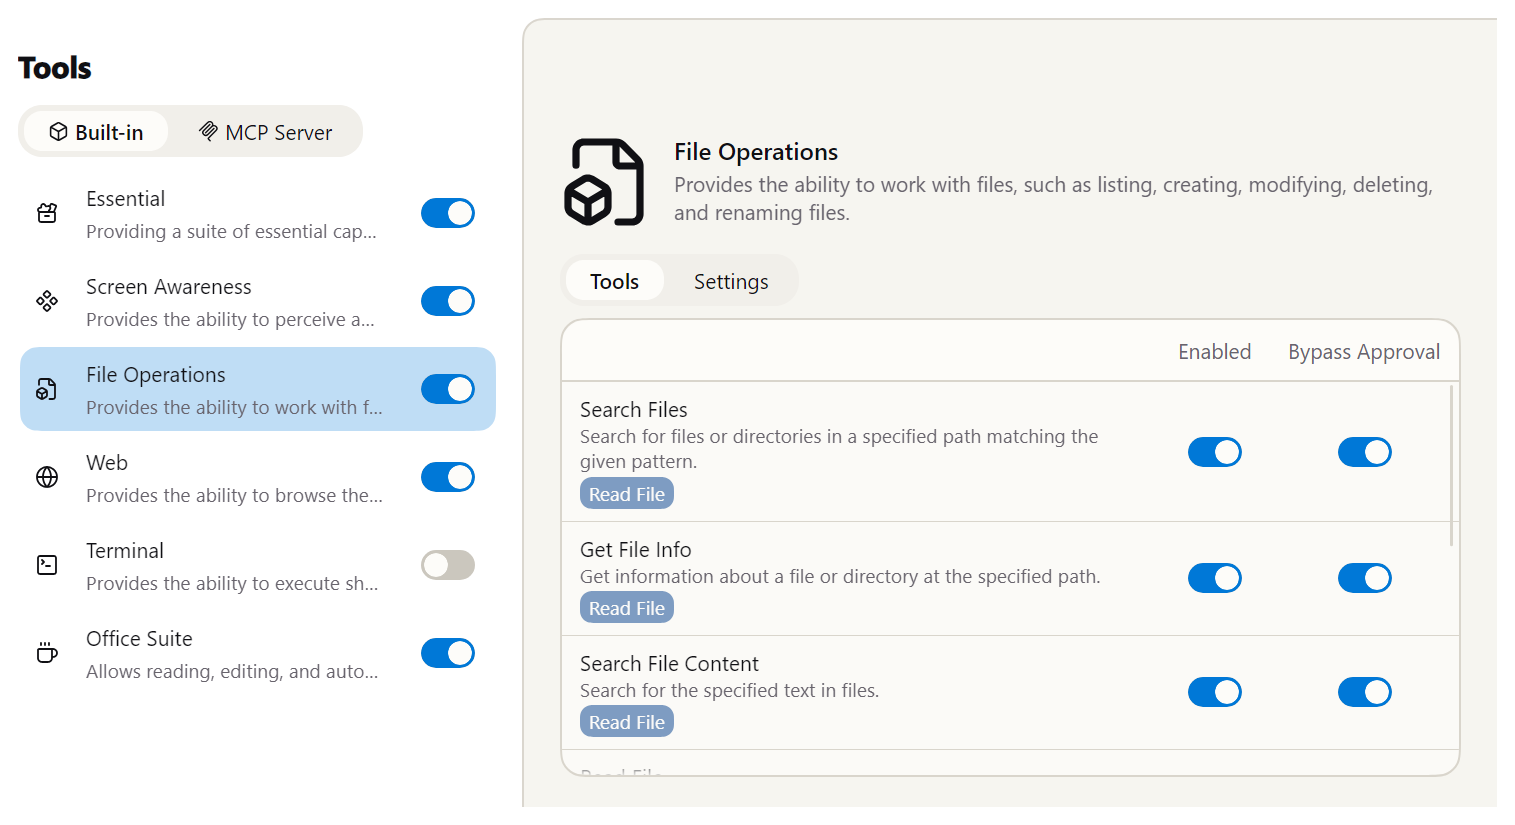 Tools
Built-in
MCP Server
Essential
Providing a suite of essential cap...
Screen Awareness
Provides the ability to perceive a...
File Operations
Provides the ability to work with f...
Web
Provides the ability to browse the...
Terminal
Provides the ability to execute sh...
Office Suite
Allows reading, editing, and auto...
File Operations
Provides the ability to work with files, such as listing, creating, modifying, deleting,
and renaming files.
Tools
Settings
Enabled
Bypass Approval
Search Files
Search for files or directories in a specified path matching the
given pattern.
Read File
Get File Info
Get information about a file or directory at the specified path.
Read File
Search File Content
Search for the specified text in files.
Read File
Read File